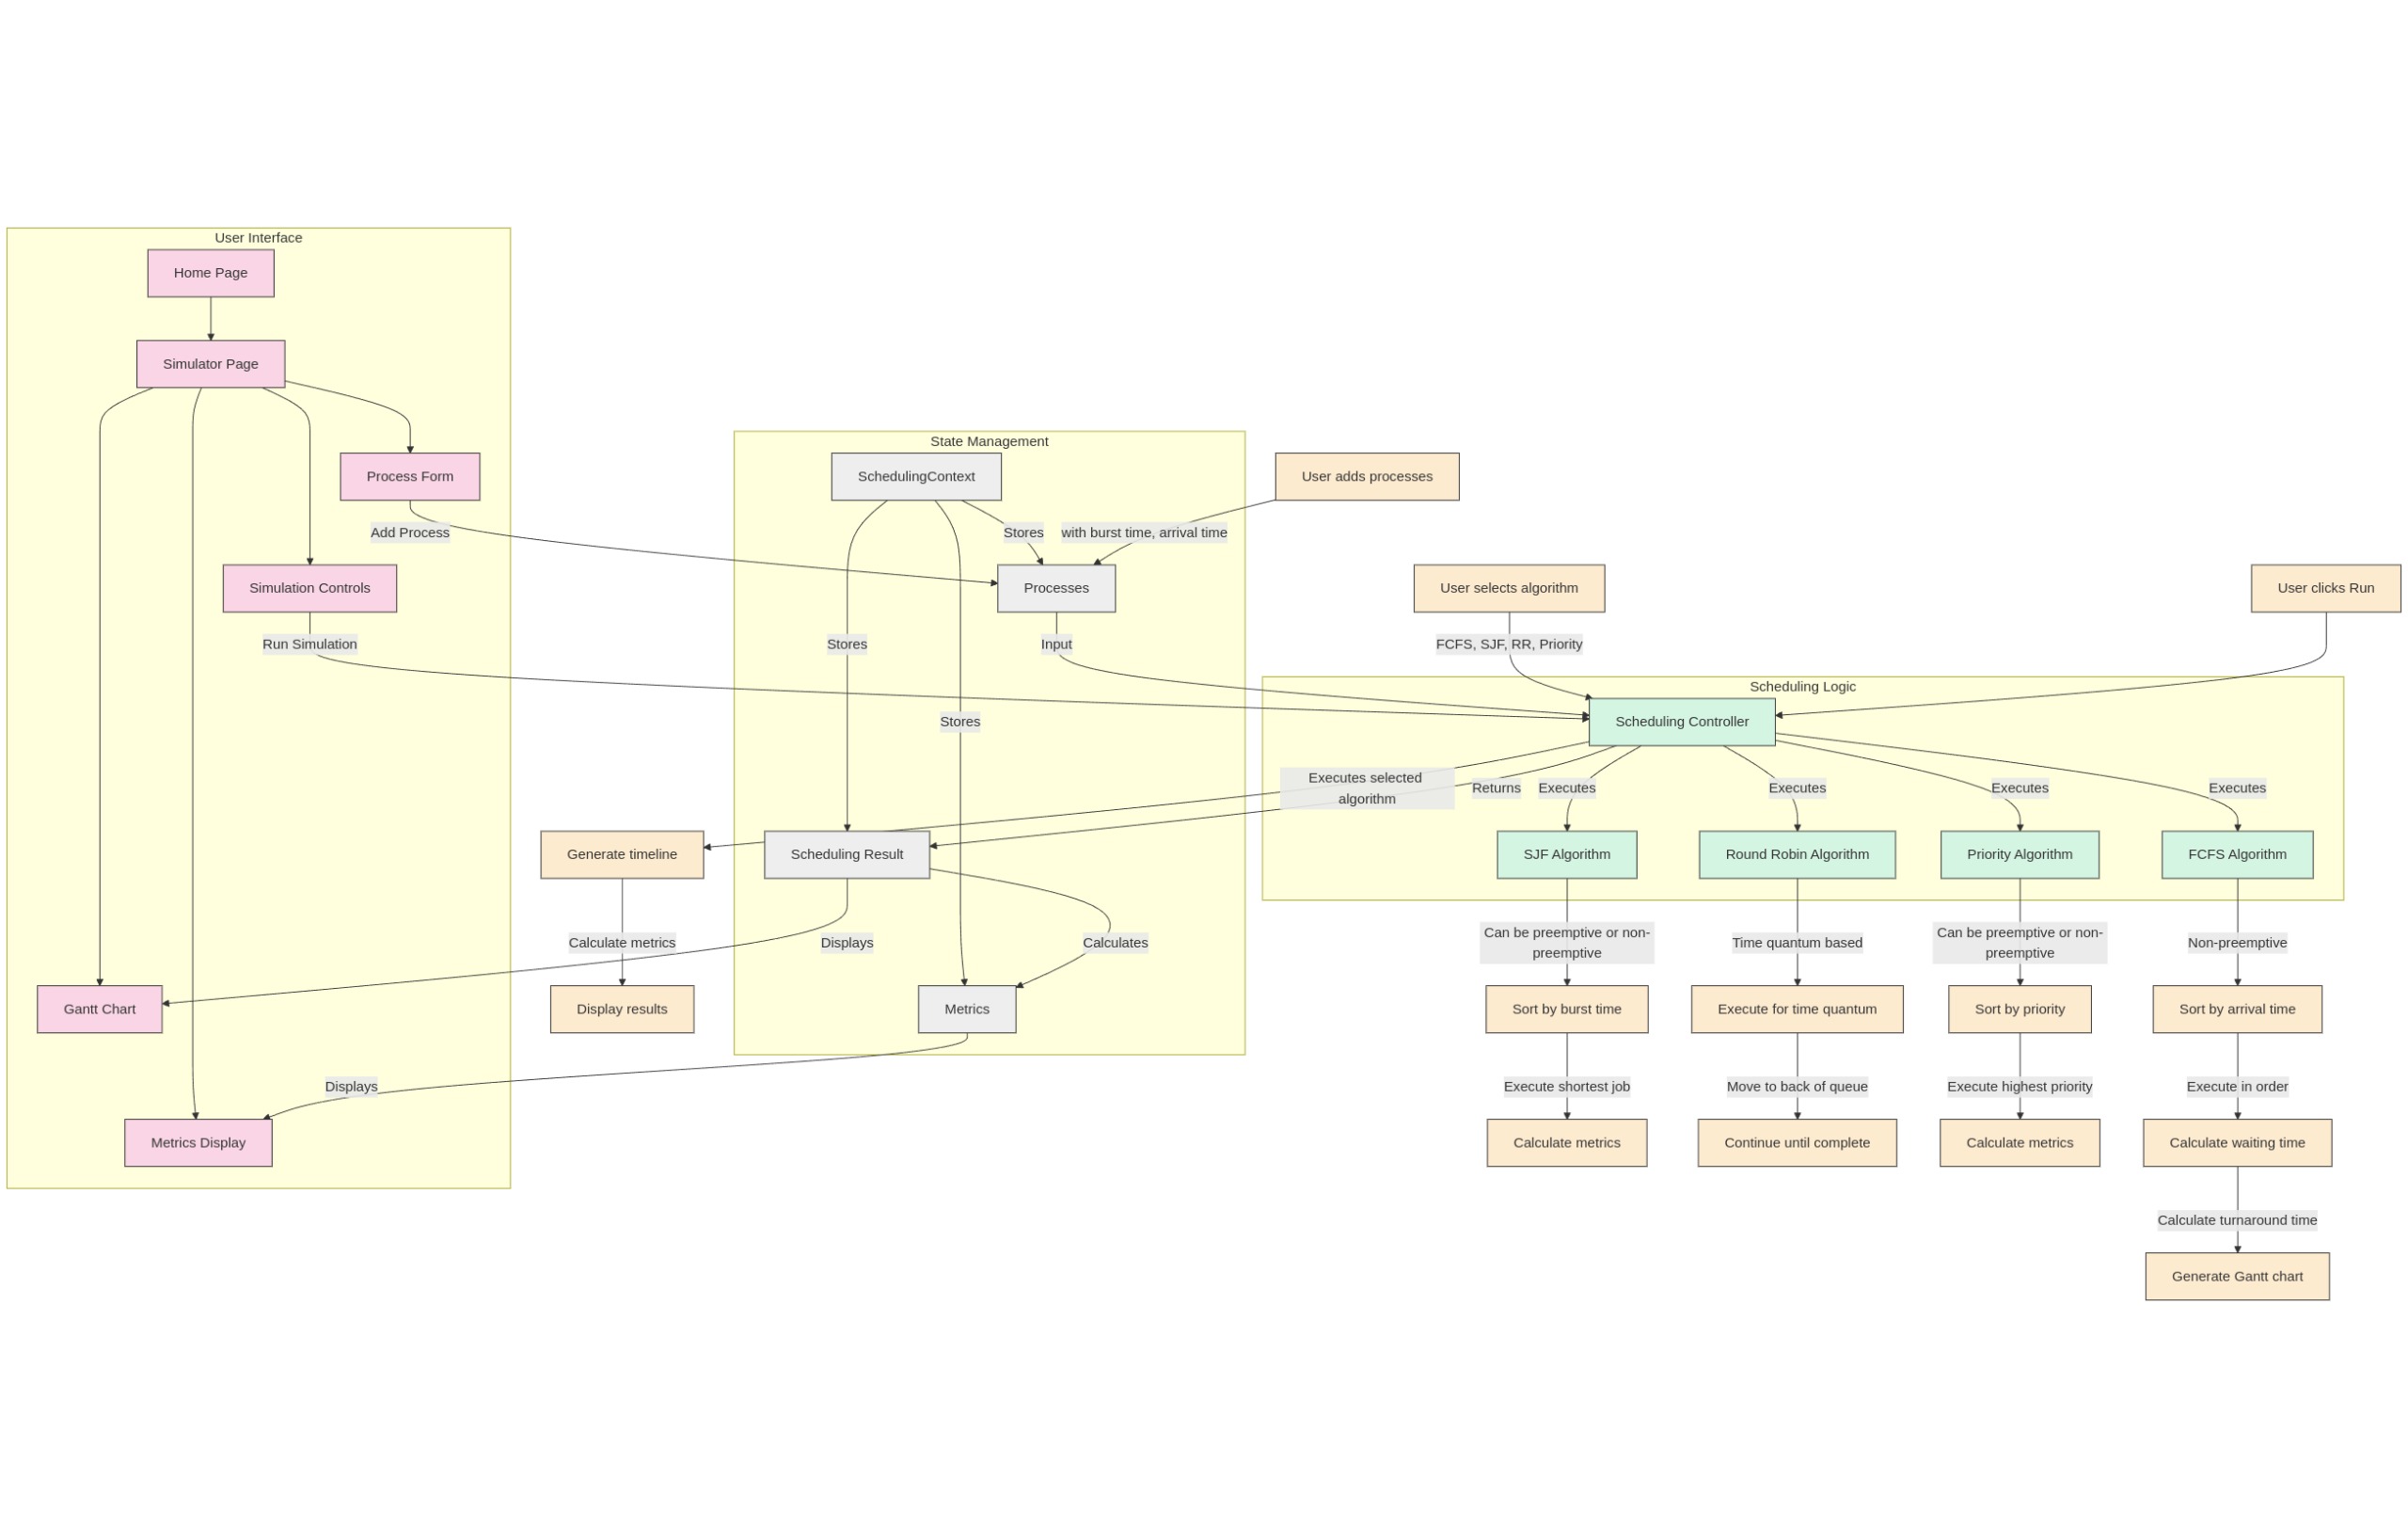 User Interface
Home Page
Simulator Page
Process Form
Add Process
Simulation Controls
Run Simulation
Gantt Chart
Metrics Display
Displays
State Management
SchedulingContext
Stores
Processes
Input
Stores
Stores
Scheduling Result
Displays
Calculates
Metrics
User adds processes
with burst time, arrival time
User selects algorithm
FCFS, SJF, RR, Priority
User clicks Run
Generate timeline
Calculate metrics
Display results
Scheduling Logic
Scheduling Controller
Executes selected
algorithm
Returns
Executes
Executes
Executes
Executes
SJF Algorithm
Round Robin Algorithm
Priority Algorithm
FCFS Algorithm
Can be preemptive or non-
preemptive
Time quantum based
Can be preemptive or non-
preemptive
Non-preemptive
Sort by burst time
Execute for time quantum
Sort by priority
Sort by arrival time
Execute shortest job
Move to back of queue
Execute highest priority
Execute in order
Calculate metrics
Continue until complete
Calculate metrics
Calculate waiting time
Calculate turnaround time
Generate Gantt chart